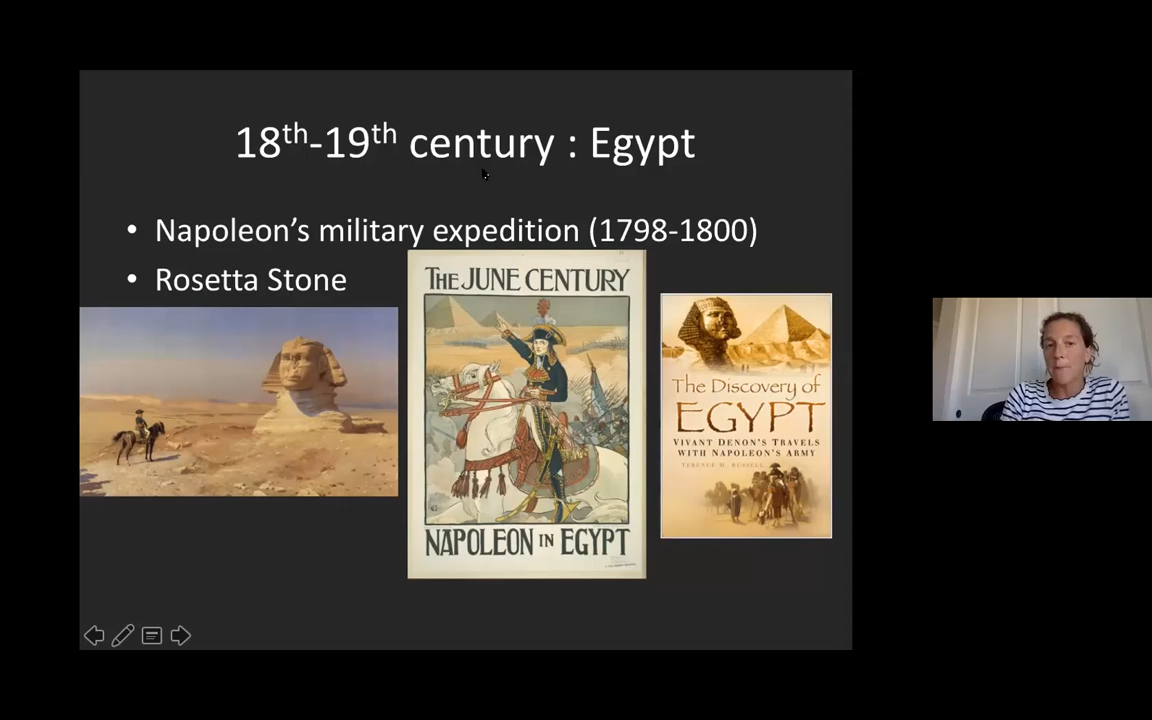 18th-19th century : Egypt
• Napoleon’s military expedition (1798-1800)
• Rosetta Stone
THE JUNE CENTURY
NAPOLEON IN EGYPT
The Discovery of
EGYPT
VIVANT DENON'S TRAVELS
WITH NAPOLEON'S ARMY
TERENCE M. RUSSELL